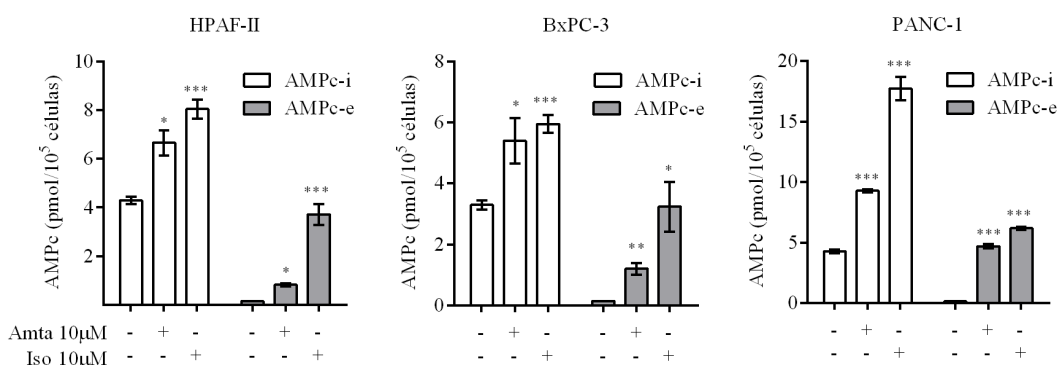 HPAF-II
AMPc (pmol/10⁵ células)
10
8
6
4
2
AMPc-i
AMPc-e
* *** * ***
- + - - + -
- - + - - +
Amta 10µM
Iso 10µM
BxPC-3
AMPc (pmol/10⁵ células)
8
6
4
2
0
AMPc-i
AMPc-e
* *** ** *
- + - - + -
- - + - - +
PANC-1
AMPc (pmol/10⁵ células)
20
15
10
5
0
AMPc-i
AMPc-e
*** *** *** ***
- + - - + -
- - + - - +